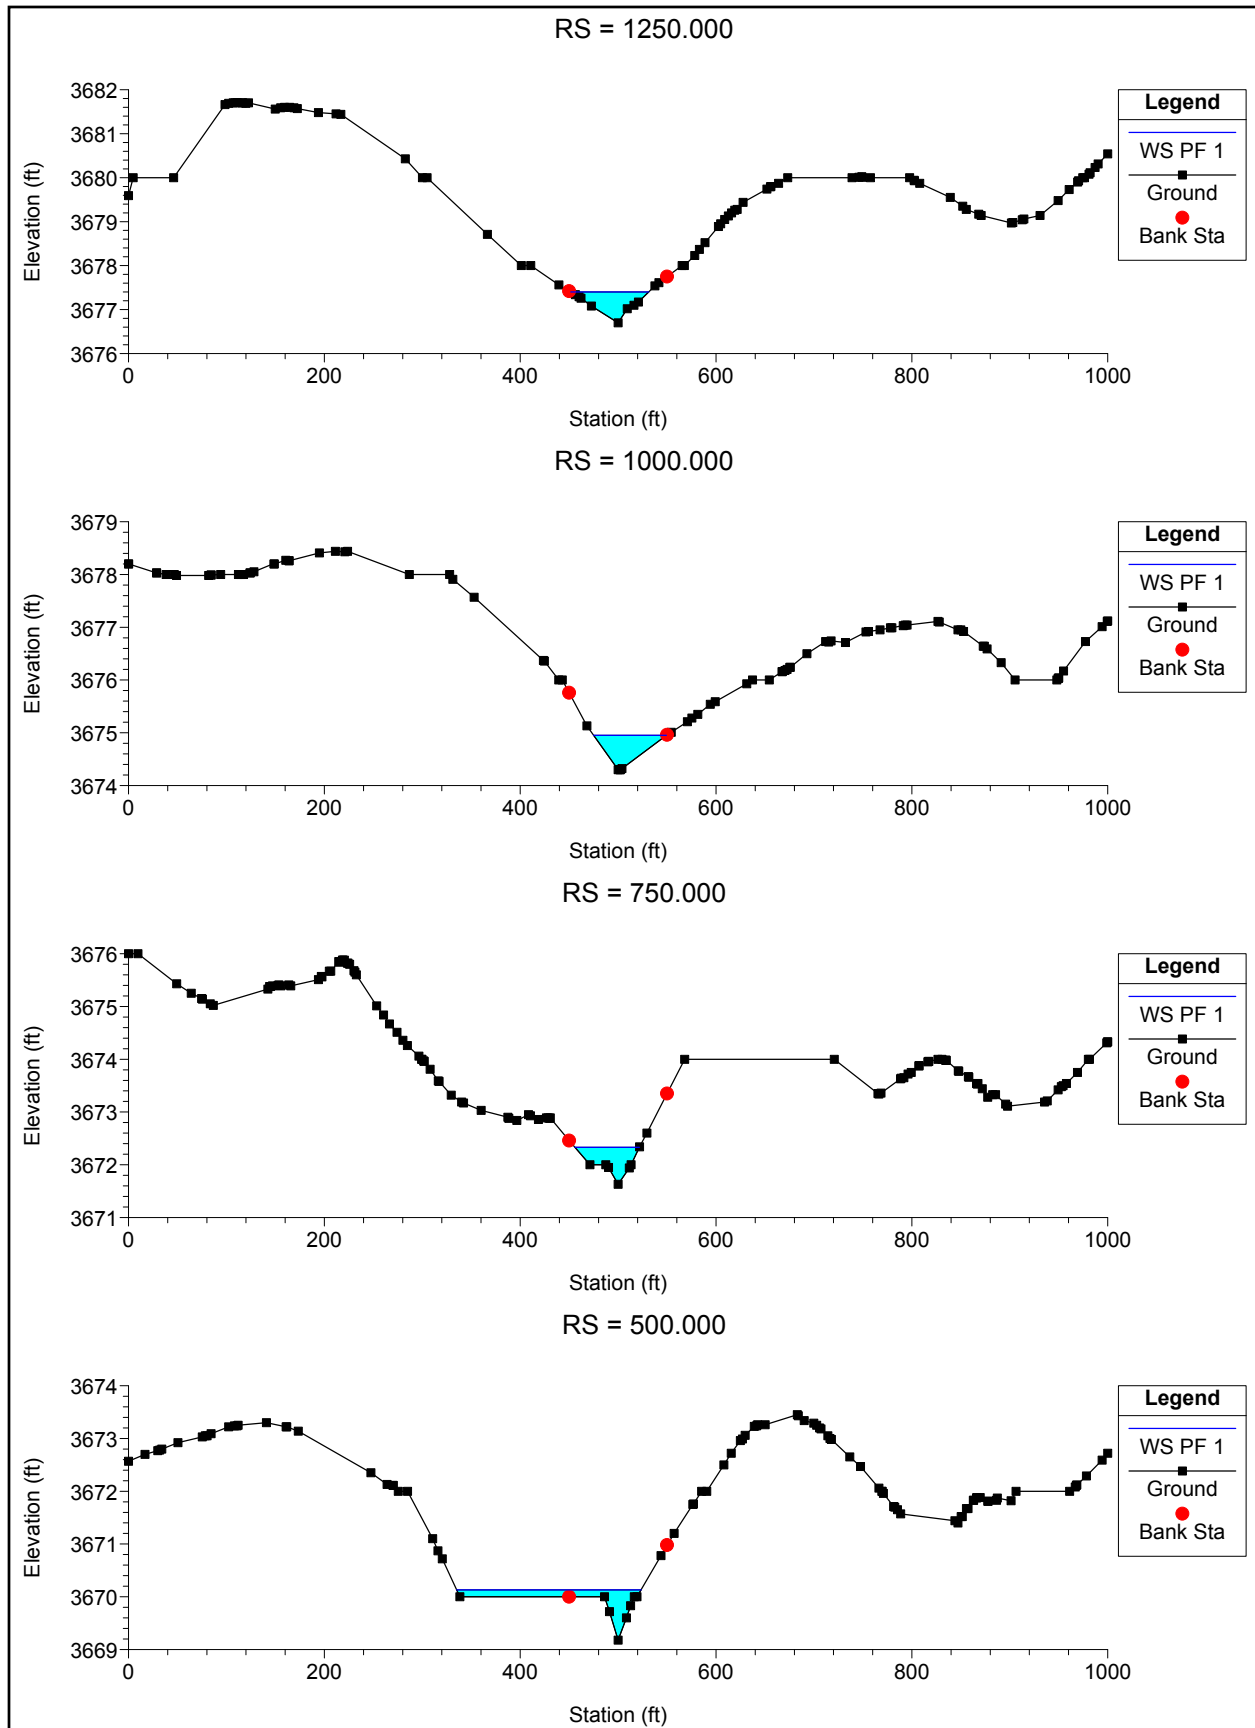 RS = 1250.000
3682
3681
3680
3679
3678
3677
3676
Elevation (ft)
0 200 400 600 800 1000
Station (ft)
Legend
WS PF 1
Ground
Bank Sta
RS = 1000.000
3679
3678
3677
3676
3675
3674
Elevation (ft)
0 200 400 600 800 1000
Station (ft)
Legend
WS PF 1
Ground
Bank Sta
RS = 750.000
3676
3675
3674
3673
3672
3671
Elevation (ft)
0 200 400 600 800 1000
Station (ft)
Legend
WS PF 1
Ground
Bank Sta
RS = 500.000
3674
3673
3672
3671
3670
3669
Elevation (ft)
0 200 400 600 800 1000
Station (ft)
Legend
WS PF 1
Ground
Bank Sta